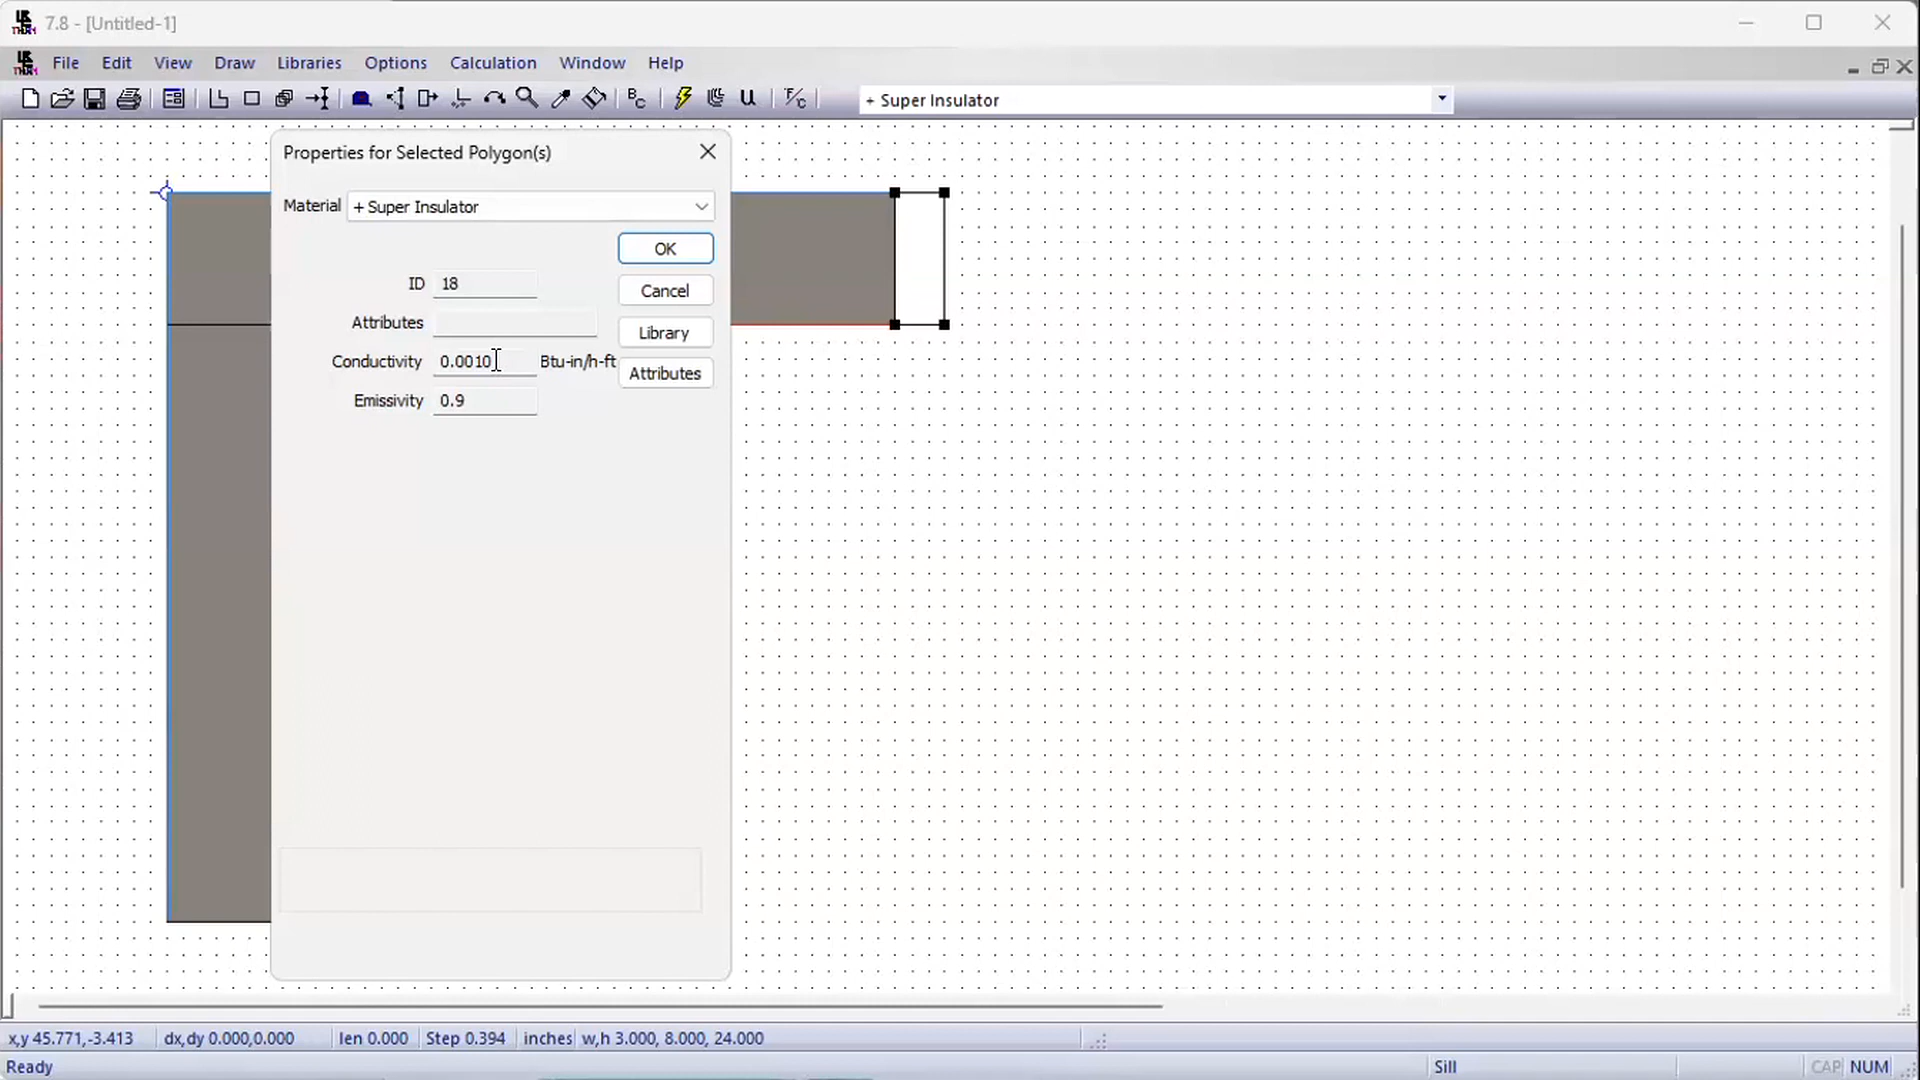 7.8 - [Untitled-1]
File Edit View Draw Libraries Options Calculation Window Help
+ Super Insulator
Properties for Selected Polygon(s)
Material + Super Insulator
OK
ID 18
Cancel
Attributes
Library
Conductivity 0.0010 Btu-in/h-ft
Attributes
Emissivity 0.9
x,y 45.771,-3.413 dx,dy 0.000,0.000 len 0.000 Step 0.394 inches w,h 3.000, 8.000, 24.000
Ready Sill CAP NUM